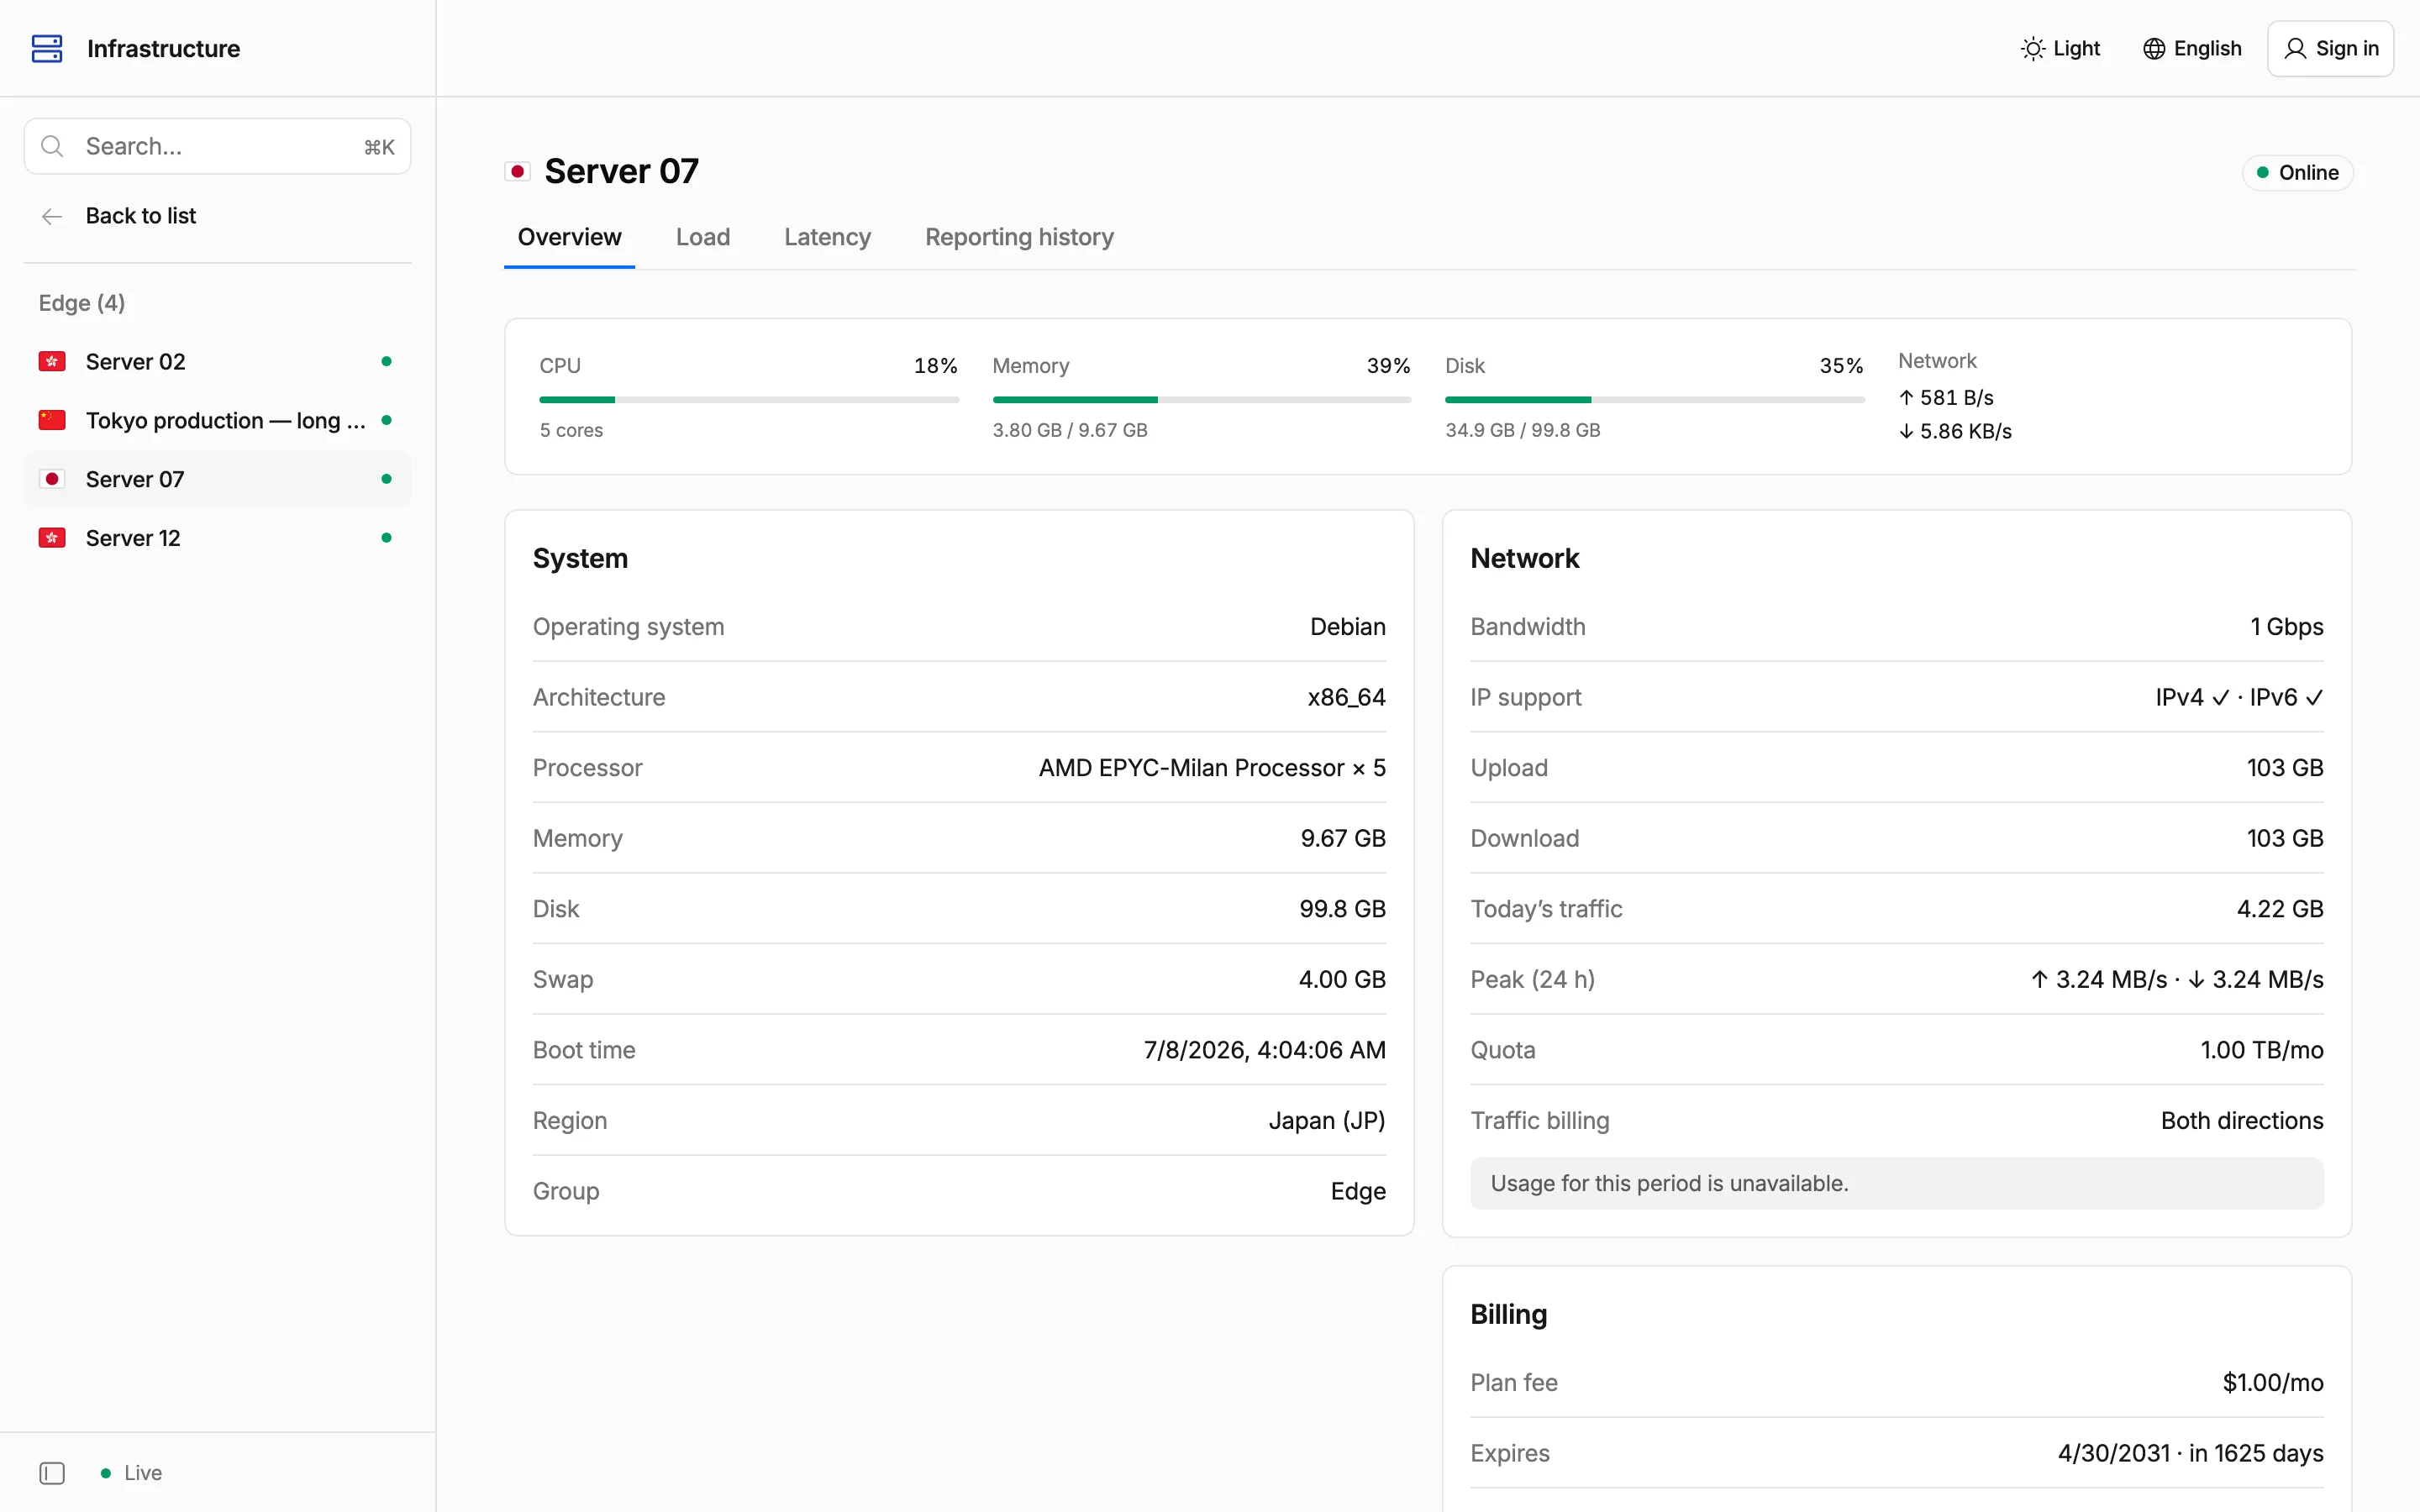 Infrastructure
Light
English
Sign in
Search...
⌘K
Back to list
Edge (4)
Server 02
Tokyo production — long ...
Server 07
Server 12
Live
Server 07
Online
Overview
Load
Latency
Reporting history
CPU 18%
5 cores
Memory 39%
3.80 GB / 9.67 GB
Disk 35%
34.9 GB / 99.8 GB
Network
↑ 581 B/s
↓ 5.86 KB/s
System
Operating system Debian
Architecture x86_64
Processor AMD EPYC-Milan Processor × 5
Memory 9.67 GB
Disk 99.8 GB
Swap 4.00 GB
Boot time 7/8/2026, 4:04:06 AM
Region Japan (JP)
Group Edge
Network
Bandwidth 1 Gbps
IP support IPv4 ✓ · IPv6 ✓
Upload 103 GB
Download 103 GB
Today’s traffic 4.22 GB
Peak (24 h) ↑ 3.24 MB/s · ↓ 3.24 MB/s
Quota 1.00 TB/mo
Traffic billing Both directions
Usage for this period is unavailable.
Billing
Plan fee $1.00/mo
Expires 4/30/2031 · in 1625 days